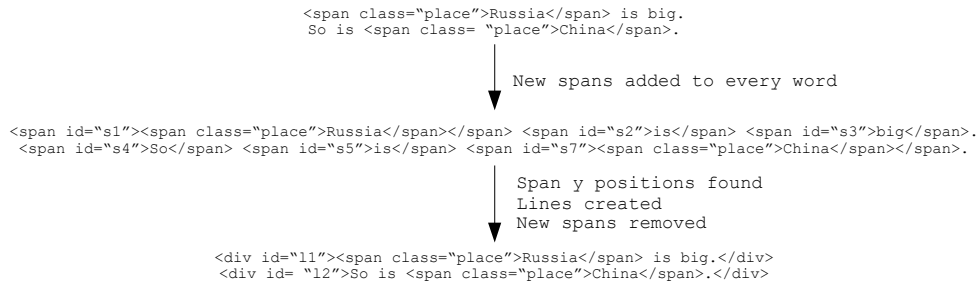 <span class=“place”>Russia</span> is big.
So is <span class= “place”>China</span>.
New spans added to every word
<span id=“s1”><span class=“place”>Russia</span></span> <span id=“s2”>is</span> <span id=“s3”>big</span>.
<span id=“s4”>So</span> <span id=“s5”>is</span> <span id=“s7”><span class=“place”>China</span></span>.
Span y positions found
Lines created
New spans removed
<div id=“l1”><span class=“place”>Russia</span> is big.</div>
<div id= “l2”>So is <span class=“place”>China</span>.</div>